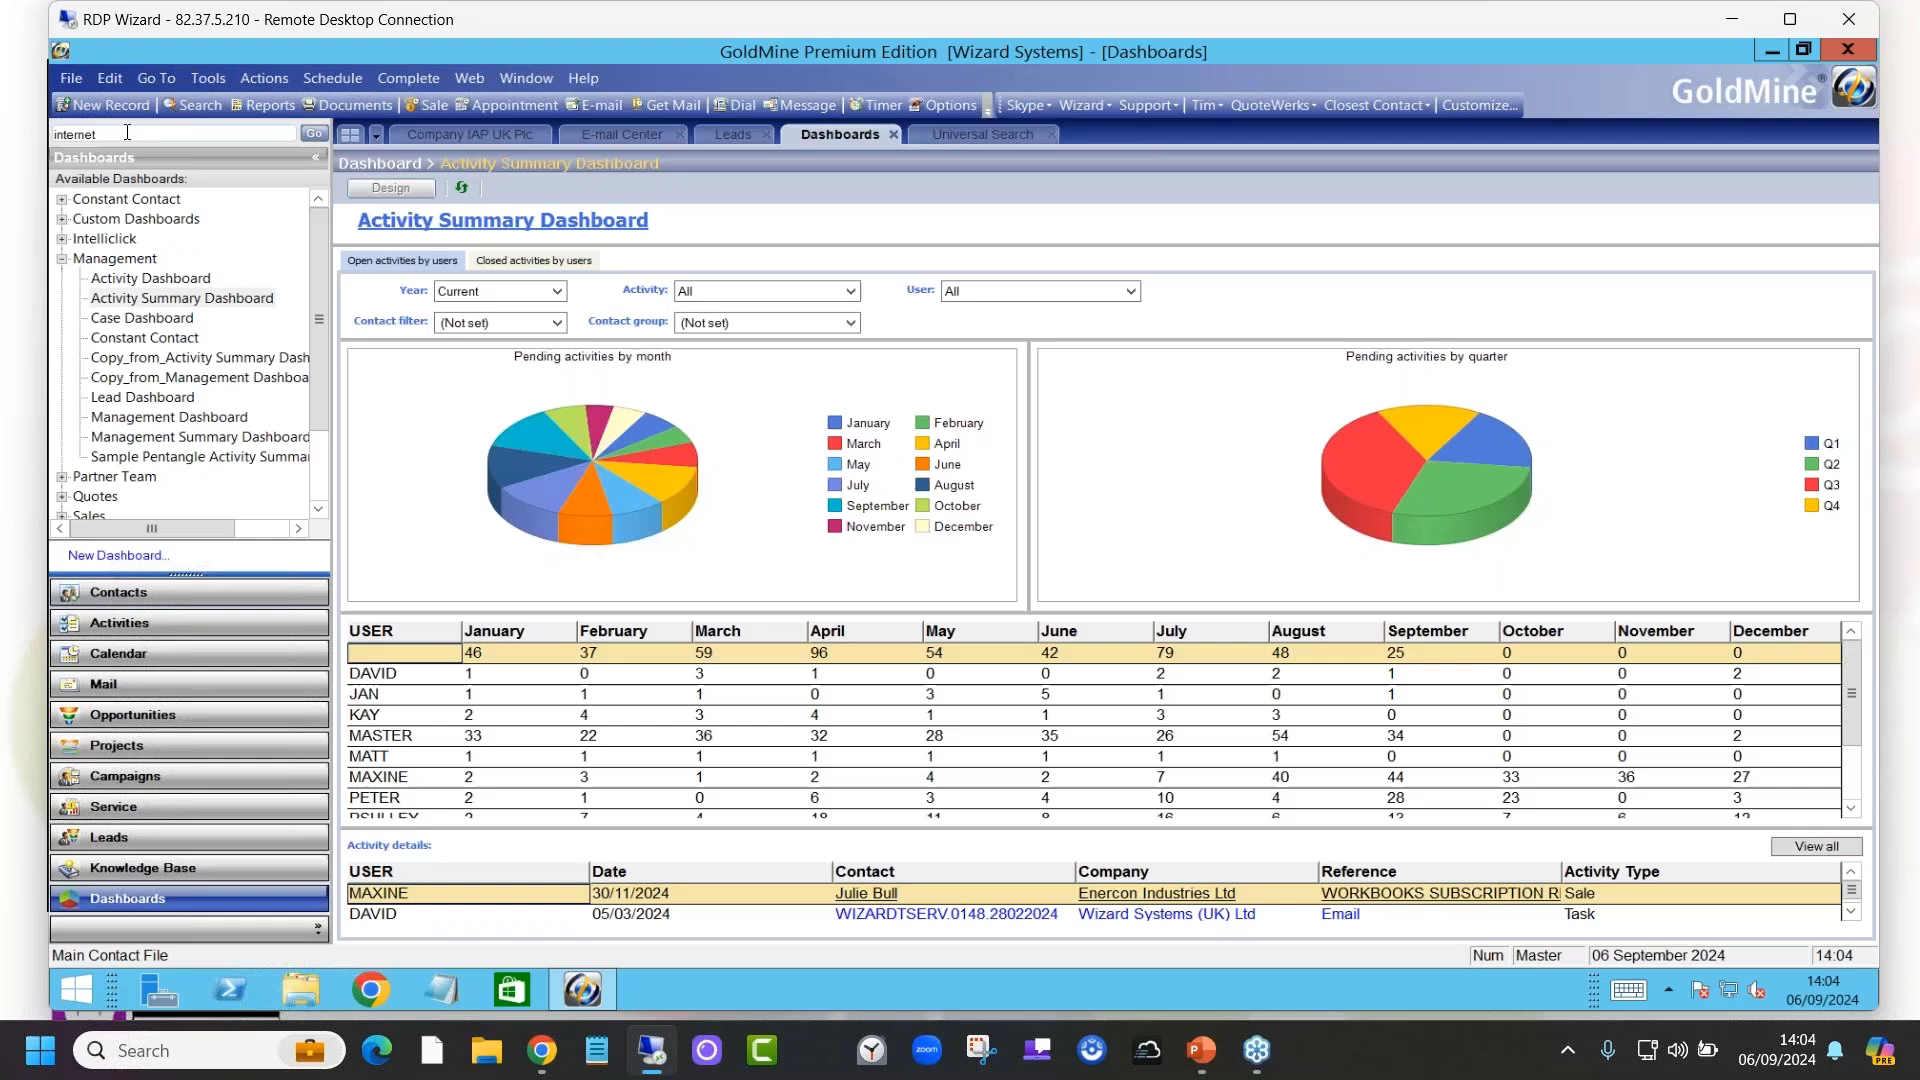 RDP Wizard - 82.37.5.210 - Remote Desktop Connection
GoldMine Premium Edition [Wizard Systems] - [Dashboards]
File Edit Go To Tools Actions Schedule Complete Web Window Help
New Record Search Reports Documents Sale Appointment E-mail Get Mail Dial Message Timer Options Skype Wizard Support Tim QuoteWerks Closest Contact Customize...
GoldMine
internet Go
Company IAP UK Plc E-mail Center Leads Dashboards Universal Search
Dashboards «
Dashboard > Activity Summary Dashboard
Available Dashboards:
Design
Constant Contact
Custom Dashboards
Intelliclick
Management
Activity Dashboard
Activity Summary Dashboard
Case Dashboard
Constant Contact
Copy_from_Activity Summary Dash
Copy_from_Management Dashboa
Lead Dashboard
Management Dashboard
Management Summary Dashboard
Sample Pentangle Activity Summa
Partner Team
Quotes
Sales
New Dashboard...
Contacts
Activities
Calendar
Mail
Opportunities
Projects
Campaigns
Service
Leads
Knowledge Base
Dashboards
»
Activity Summary Dashboard
Open activities by users Closed activities by users
Year: Current Activity: All User: All
Contact filter: (Not set) Contact group: (Not set)
Pending activities by month
January February
March April
May June
July August
September October
November December
Pending activities by quarter
Q1
Q2
Q3
Q4
USER January February March April May June July August September October November December
46 37 59 96 54 42 79 48 25 0 0 0
DAVID 1 0 3 1 0 0 2 2 1 0 0 2
JAN 1 1 1 0 3 5 1 0 1 0 0 0
KAY 2 4 3 4 1 1 3 3 0 0 0 0
MASTER 33 22 36 32 28 35 26 54 34 0 0 2
MATT 1 1 1 1 1 1 1 1 0 0 0 0
MAXINE 2 3 1 2 4 2 7 40 44 33 36 27
PETER 2 1 0 6 3 4 10 4 28 23 0 3
Activity details: View all
USER Date Contact Company Reference Activity Type
MAXINE 30/11/2024 Julie Bull Enercon Industries Ltd WORKBOOKS SUBSCRIPTION R Sale
DAVID 05/03/2024 WIZARDTSERV.0148.28022024 Wizard Systems (UK) Ltd Email Task
Main Contact File Num Master 06 September 2024 14:04
14:04
06/09/2024
Search
zoom
14:04
06/09/2024
PRE